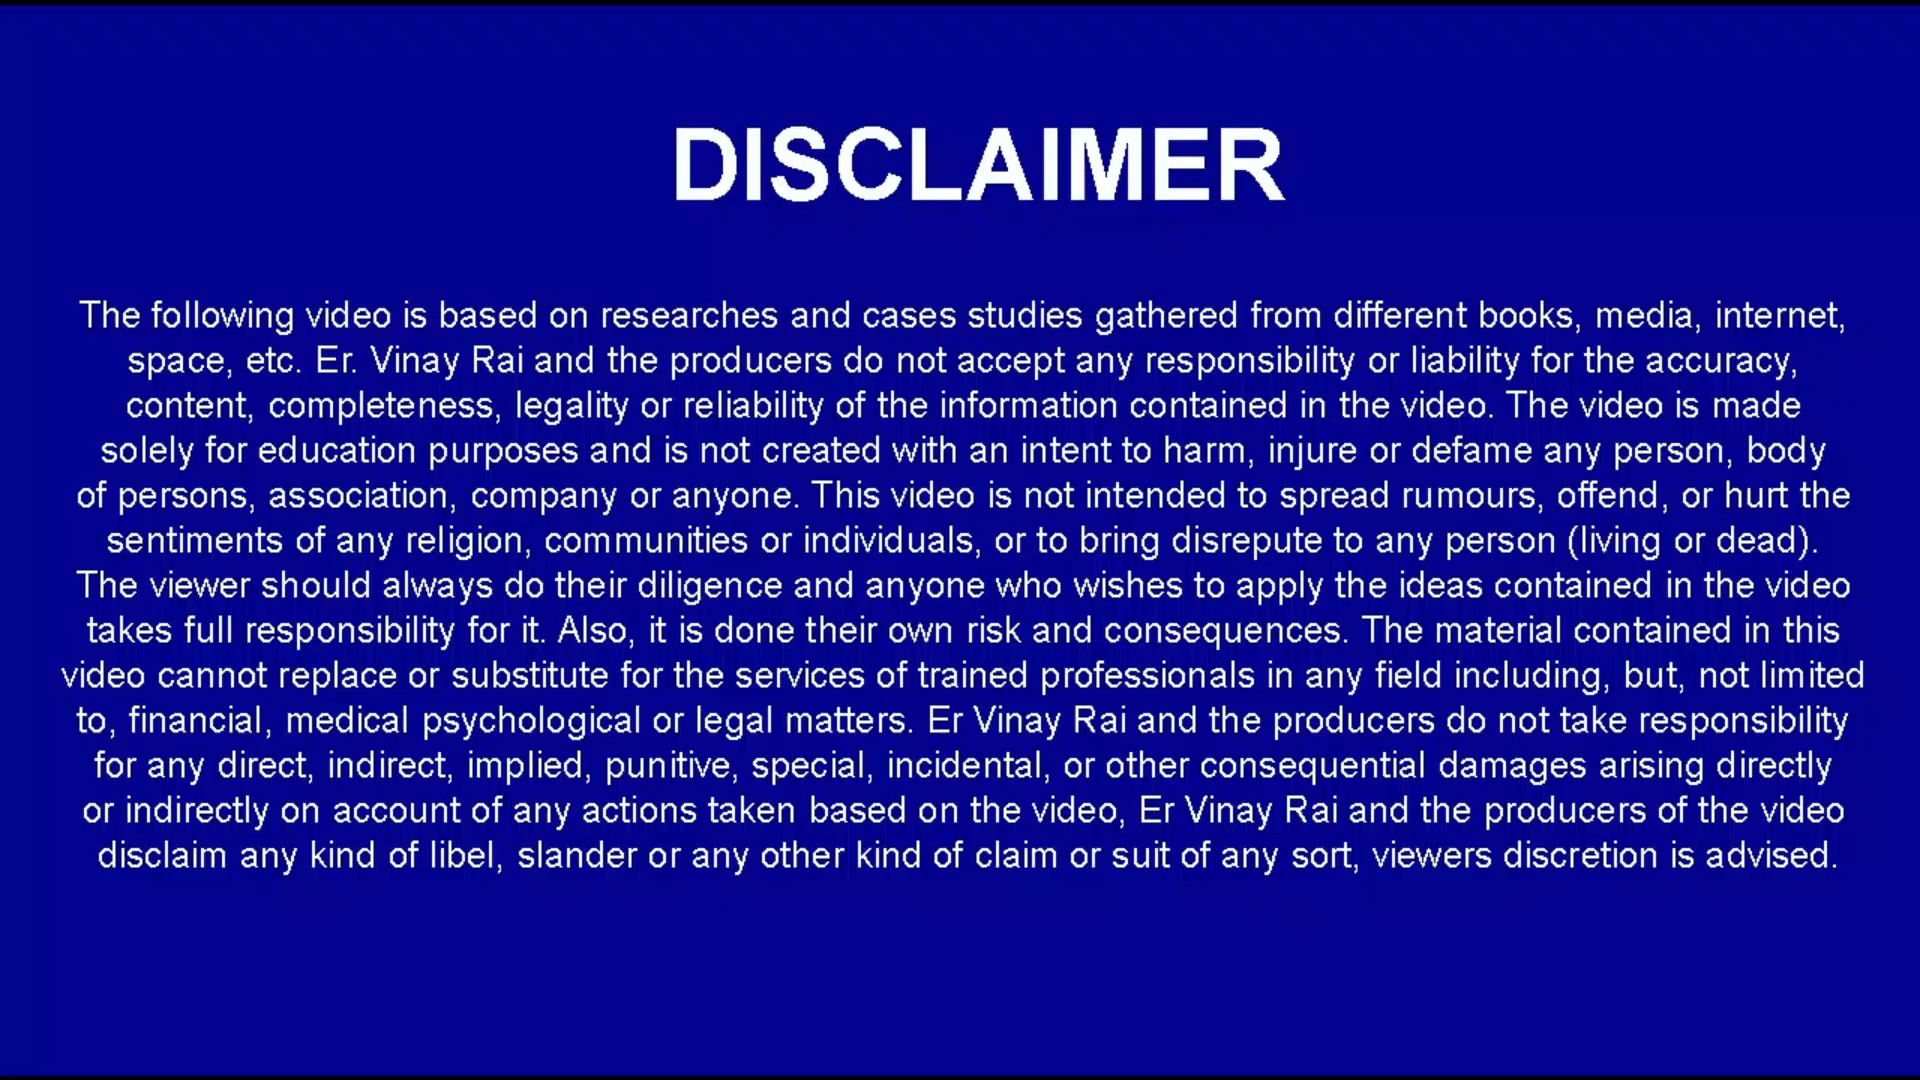 DISCLAIMER
The following video is based on researches and cases studies gathered from different books, media, internet,
space, etc. Er. Vinay Rai and the producers do not accept any responsibility or liability for the accuracy,
content, completeness, legality or reliability of the information contained in the video. The video is made
solely for education purposes and is not created with an intent to harm, injure or defame any person, body
of persons, association, company or anyone. This video is not intended to spread rumours, offend, or hurt the
sentiments of any religion, communities or individuals, or to bring disrepute to any person (living or dead).
The viewer should always do their diligence and anyone who wishes to apply the ideas contained in the video
takes full responsibility for it. Also, it is done their own risk and consequences. The material contained in this
video cannot replace or substitute for the services of trained professionals in any field including, but, not limited
to, financial, medical psychological or legal matters. Er Vinay Rai and the producers do not take responsibility
for any direct, indirect, implied, punitive, special, incidental, or other consequential damages arising directly
or indirectly on account of any actions taken based on the video, Er Vinay Rai and the producers of the video
disclaim any kind of libel, slander or any other kind of claim or suit of any sort, viewers discretion is advised.